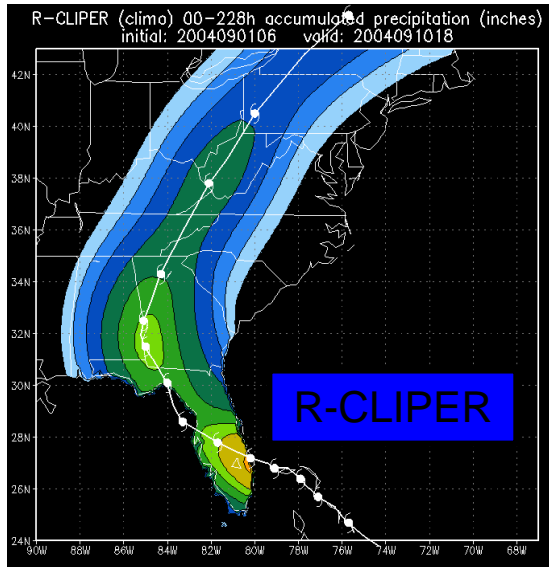 R-CLIPER (climo) 00-228h accumulated precipitation (inches)
initial: 2004090106 valid: 2004091018
42N
40N
38N
36N
34N
32N
30N
28N
26N
24N
R-CLIPER
90W 88W 86W 84W 82W 80W 78W 76W 74W 72W 70W 68W